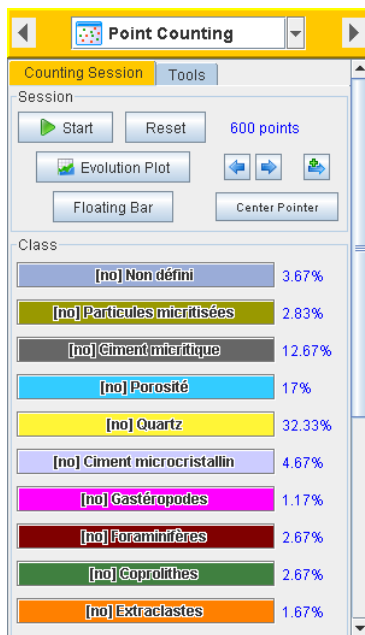 Point Counting
Counting Session Tools
Session
Start Reset 600 points
Evolution Plot
Floating Bar Center Pointer
Class
[no] Non défini 3.67%
[no] Particules micritisées 2.83%
[no] Ciment micritique 12.67%
[no] Porosité 17%
[no] Quartz 32.33%
[no] Ciment microcristallin 4.67%
[no] Gastéropodes 1.17%
[no] Foraminifères 2.67%
[no] Coprolithes 2.67%
[no] Extraclastes 1.67%